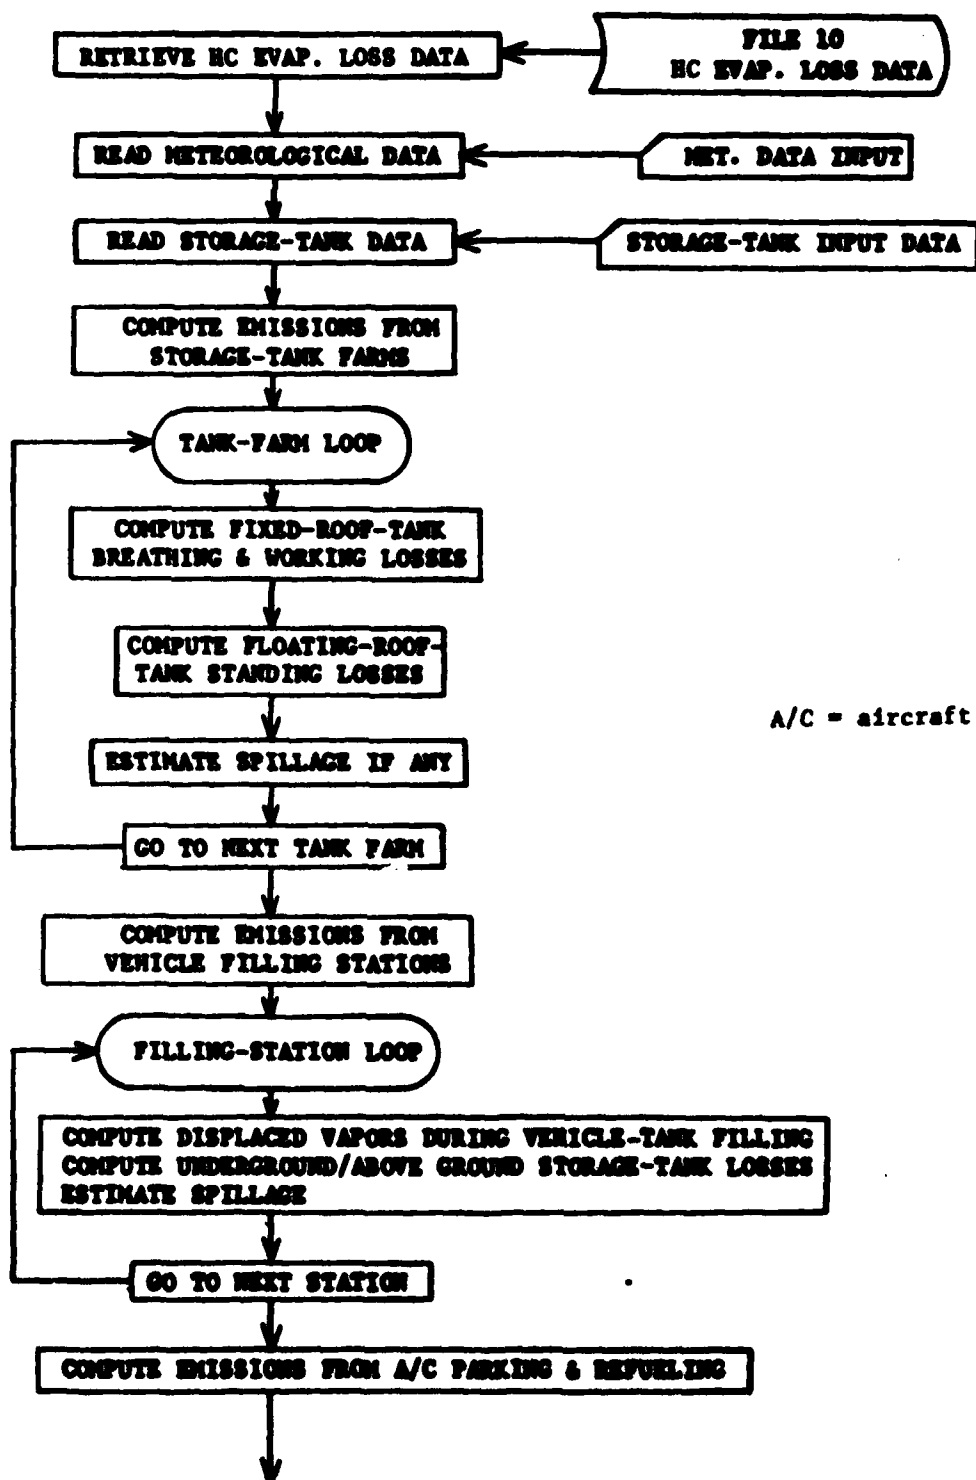 RETRIEVE HC EVAP. LOSS DATA
FILE 10
HC EVAP. LOSS DATA
READ METEOROLOGICAL DATA
MET. DATA INPUT
READ STORAGE-TANK DATA
STORAGE-TANK INPUT DATA
COMPUTE EMISSIONS FROM
STORAGE-TANK FARMS
TANK-FARM LOOP
COMPUTE FIXED-ROOF-TANK
BREATHING & WORKING LOSSES
COMPUTE FLOATING-ROOF-
TANK STANDING LOSSES
A/C = aircraft
ESTIMATE SPILLAGE IF ANY
GO TO NEXT TANK FARM
COMPUTE EMISSIONS FROM
VEHICLE FILLING STATIONS
FILLING-STATION LOOP
COMPUTE DISPLACED VAPORS DURING VEHICLE-TANK FILLING
COMPUTE UNDERGROUND/ABOVE GROUND STORAGE-TANK LOSSES
ESTIMATE SPILLAGE
GO TO NEXT STATION
COMPUTE EMISSIONS FROM A/C PARKING & REFUELING